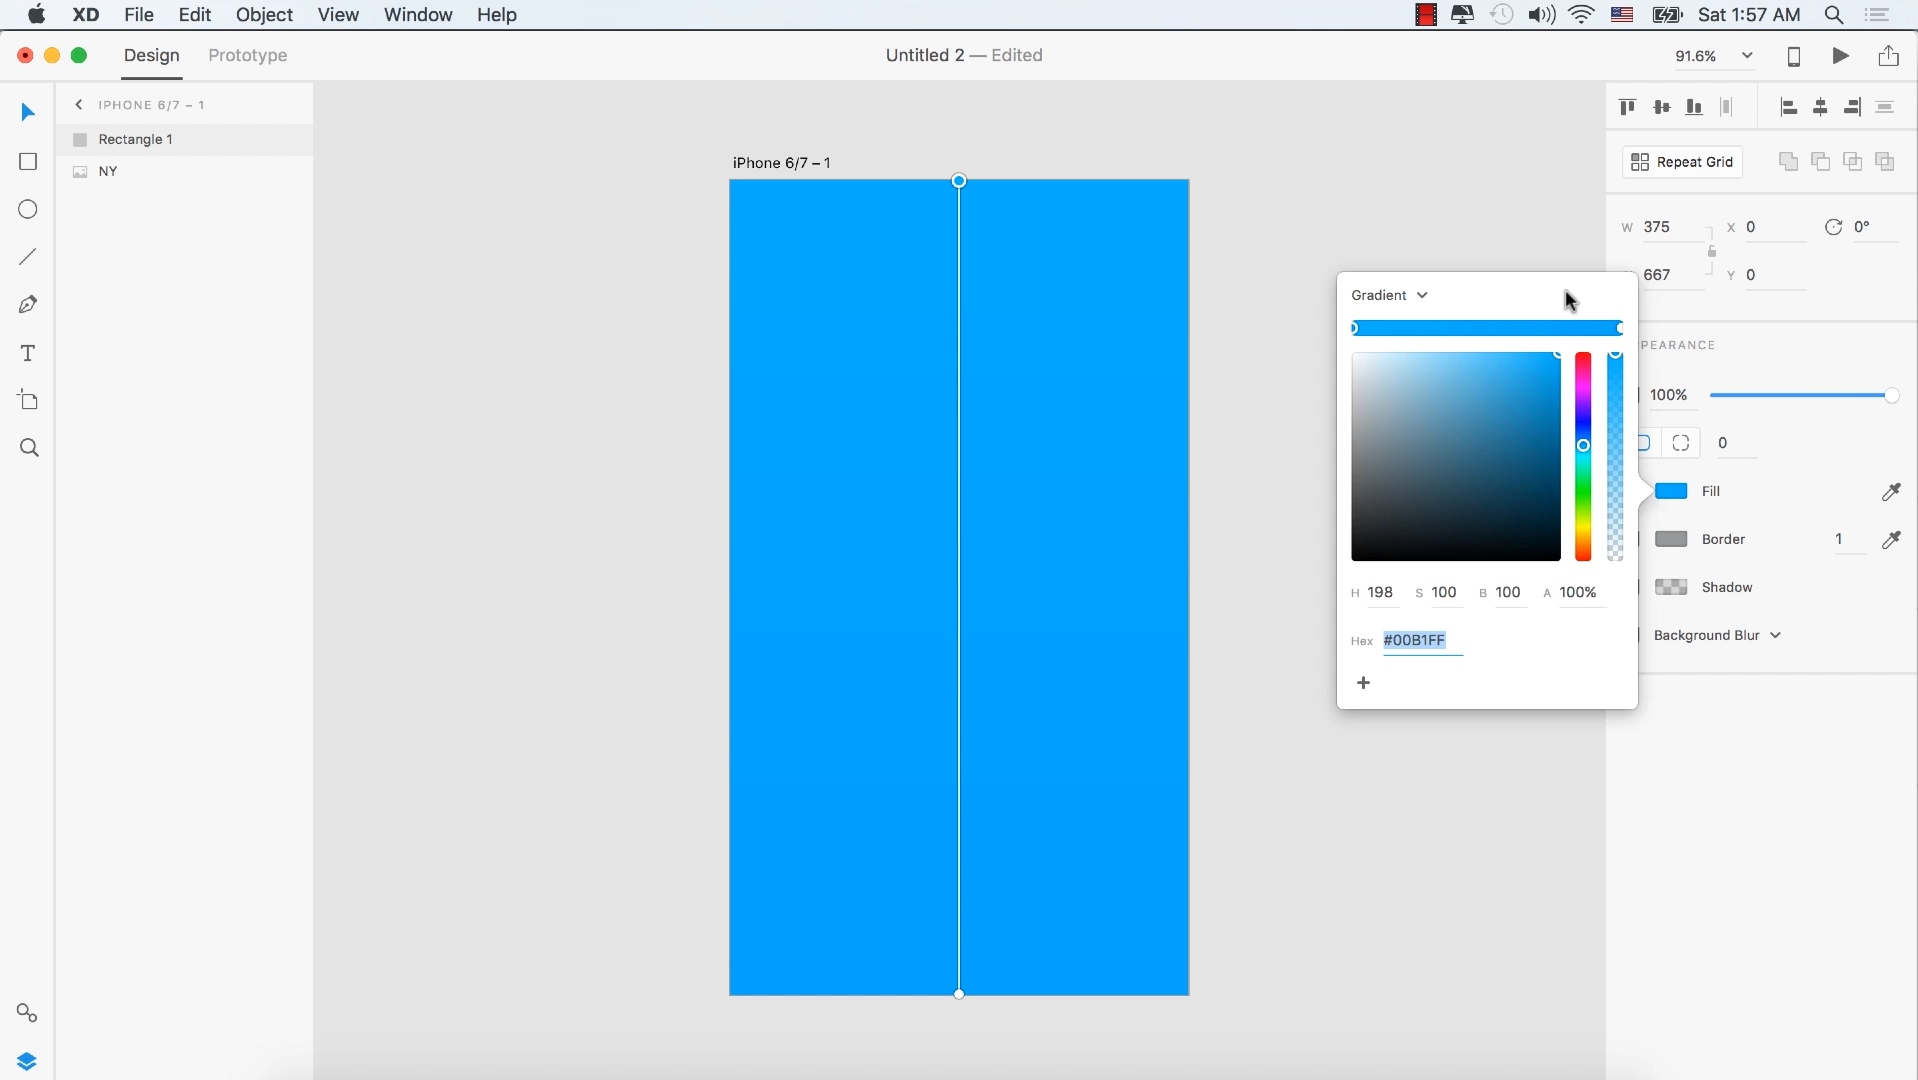 XD File Edit Object View Window Help Sat 1:57 AM
Design Prototype Untitled 2 — Edited 91.6%
IPHONE 6/7 – 1
Rectangle 1
NY
iPhone 6/7 – 1
Repeat Grid
W 375 X 0 0°
667 Y 0
Gradient
PEARANCE
100%
0
Fill
Border 1
H 198 S 100 B 100 A 100%
Shadow
Background Blur
Hex #00B1FF